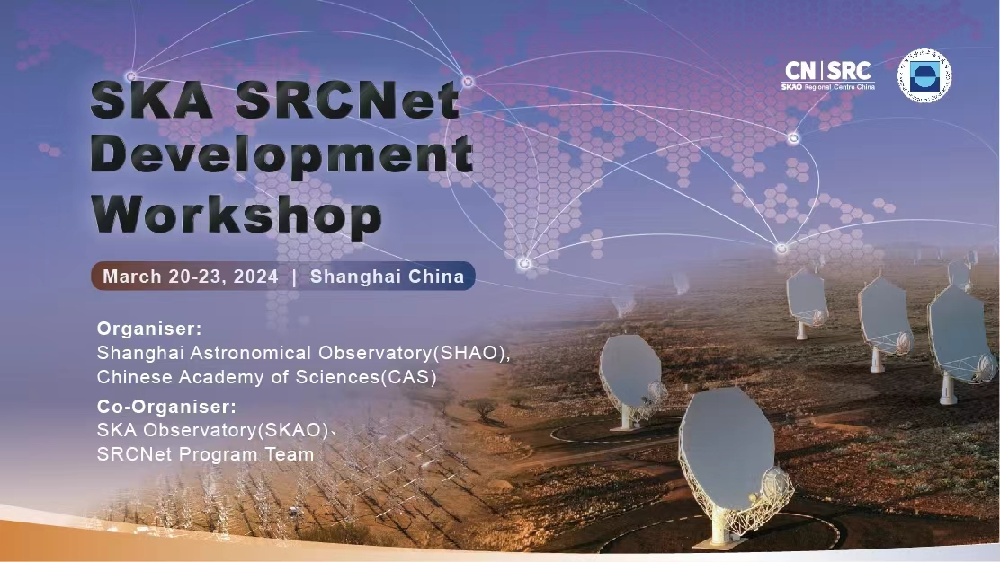 SKA SRCNet
Development
Workshop
March 20-23, 2024 | Shanghai China
Organiser:
Shanghai Astronomical Observatory(SHAO),
Chinese Academy of Sciences(CAS)
Co-Organiser:
SKA Observatory(SKAO)、
SRCNet Program Team
CN | SRC
SKAO Regional Centre China